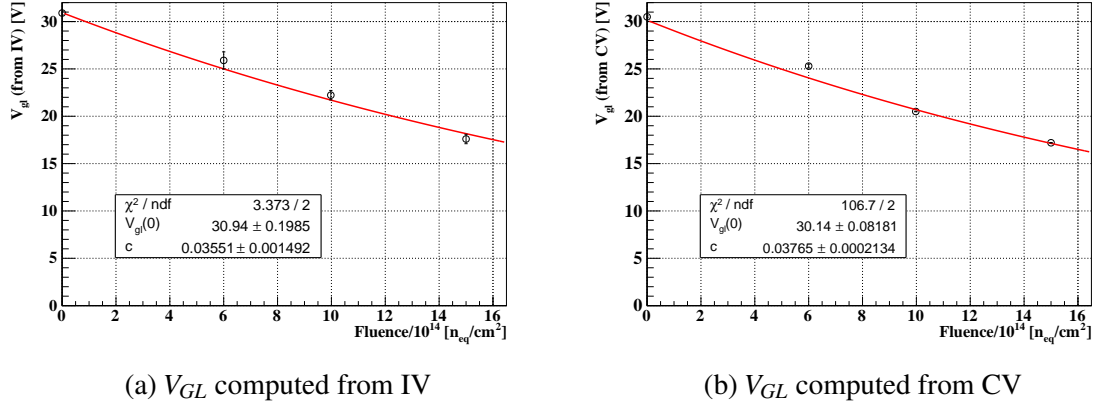 V_gl (from IV) [V]
30
25
20
15
10
5
0
χ² / ndf 3.373 / 2
V_gl(0) 30.94 ± 0.1985
c 0.03551 ± 0.001492
0 2 4 6 8 10 12 14 16
Fluence/10^14 [n_eq/cm²]
(a) V_GL computed from IV
V_gl (from CV) [V]
30
25
20
15
10
5
0
χ² / ndf 106.7 / 2
V_gl(0) 30.14 ± 0.08181
c 0.03765 ± 0.0002134
0 2 4 6 8 10 12 14 16
Fluence/10^14 [n_eq/cm²]
(b) V_GL computed from CV